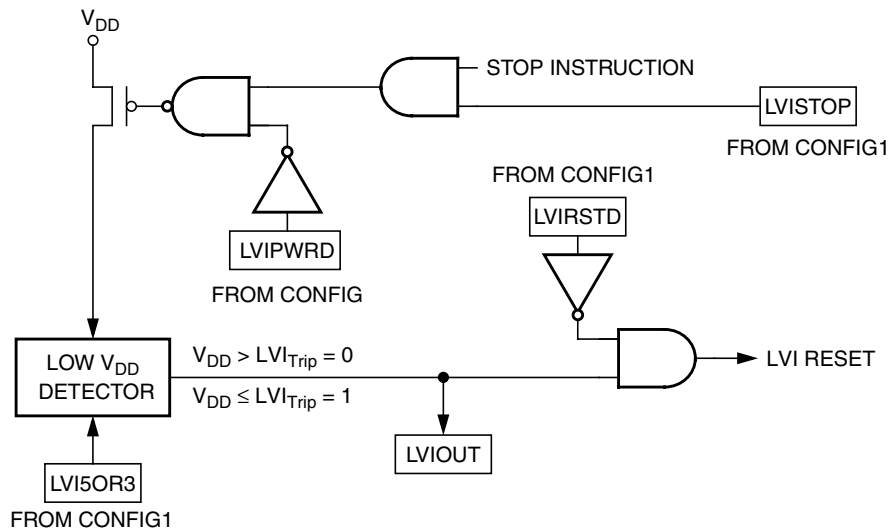 VDD
STOP INSTRUCTION
LVISTOP
FROM CONFIG1
FROM CONFIG1
LVIRSTD
LVIPWRD
FROM CONFIG
LOW VDD
DETECTOR
VDD > LVITrip = 0
VDD ≤ LVITrip = 1
LVI RESET
LVIOUT
LVI5OR3
FROM CONFIG1